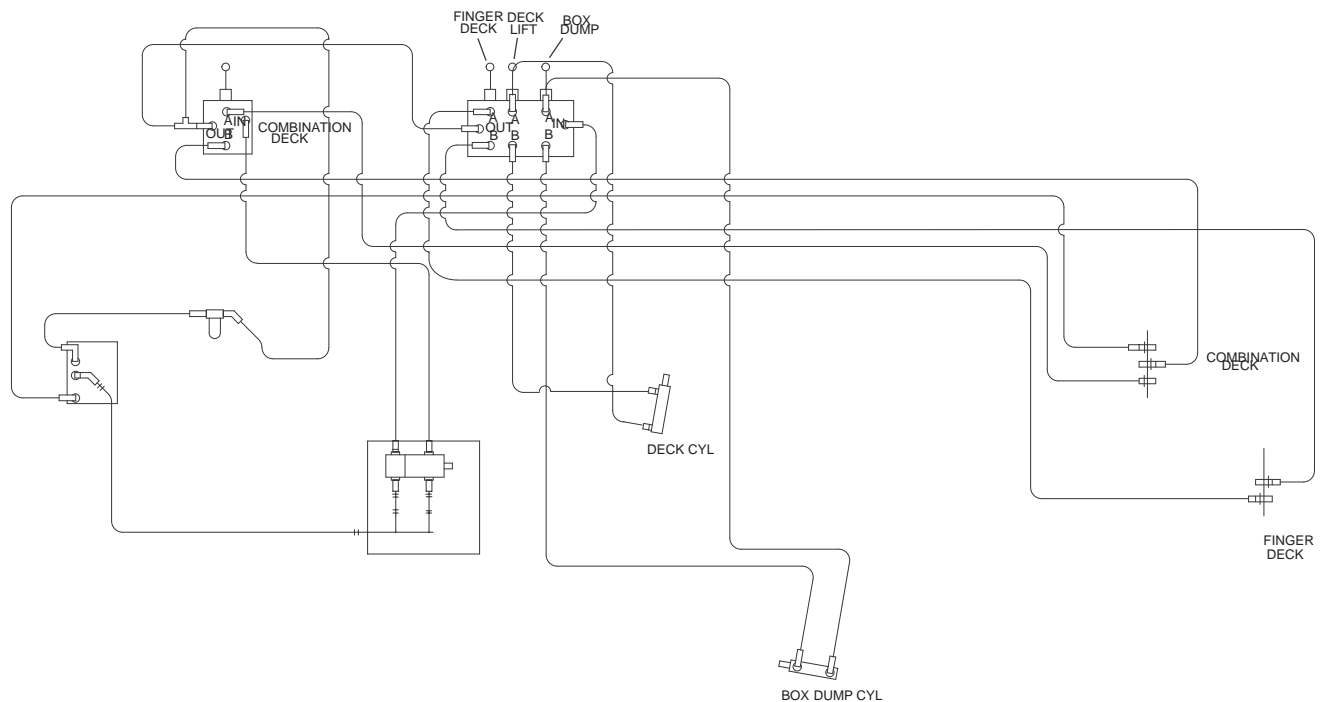 FINGER
DECK
DECK
LIFT
BOX
DUMP
A
IN
OUT
B
COMBINATION
DECK
A
A
A
OUT
IN
B
B
B
COMBINATION
DECK
DECK CYL
FINGER
DECK
BOX DUMP CYL